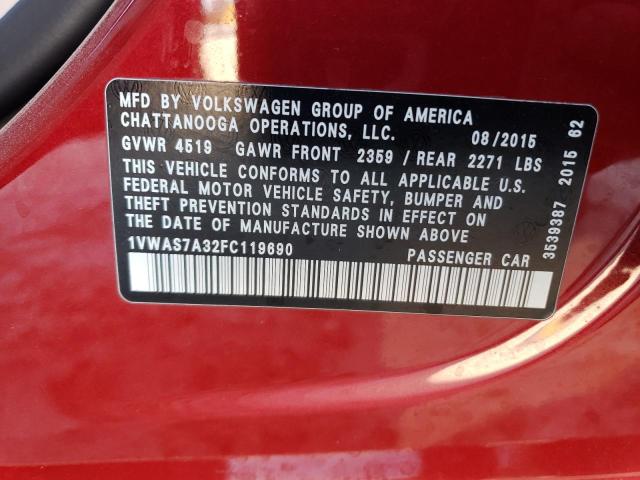 MFD BY VOLKSWAGEN GROUP OF AMERICA
CHATTANOOGA OPERATIONS, LLC. 08/2015
GVWR 4519 GAWR FRONT 2359 / REAR 2271 LBS
THIS VEHICLE CONFORMS TO ALL APPLICABLE U.S.
FEDERAL MOTOR VEHICLE SAFETY, BUMPER AND
THEFT PREVENTION STANDARDS IN EFFECT ON
THE DATE OF MANUFACTURE SHOWN ABOVE
1VWAS7A32FC119690 PASSENGER CAR
3539387 2015 62